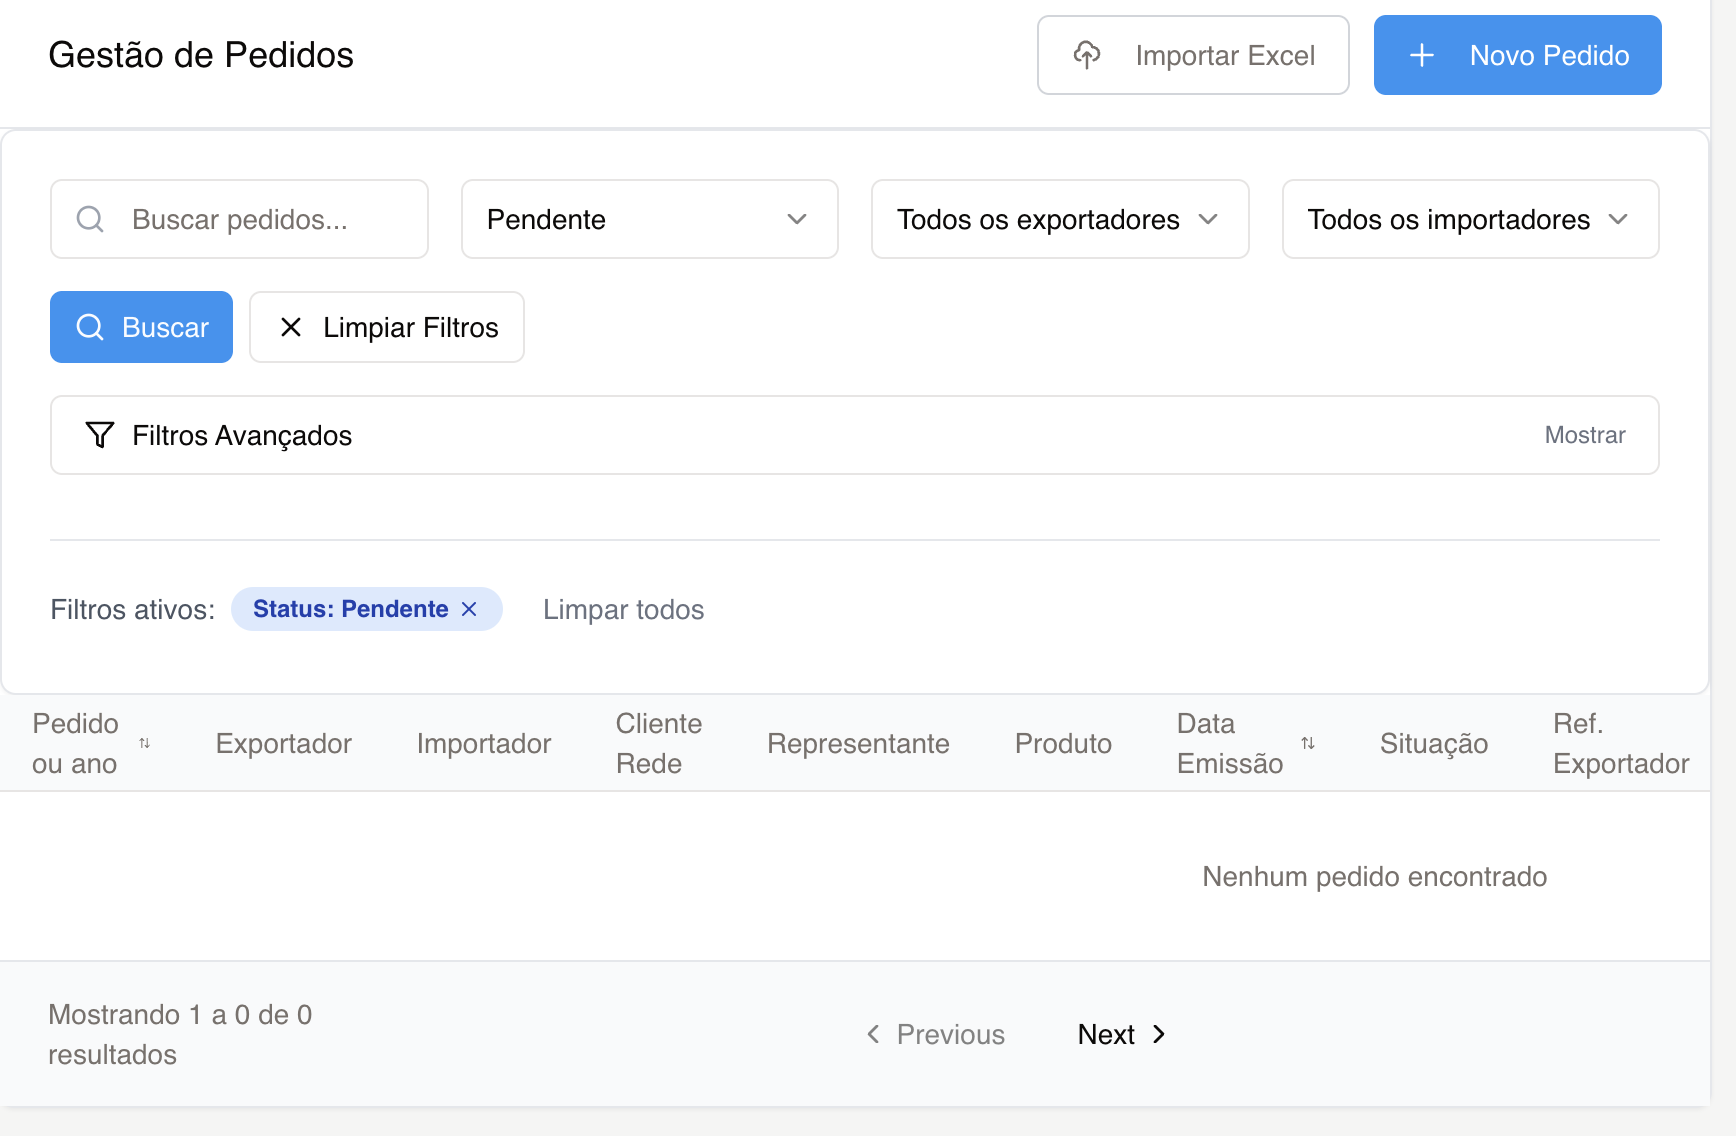 Gestão de Pedidos
Importar Excel
Novo Pedido
Buscar pedidos...
Pendente
Todos os exportadores
Todos os importadores
Buscar
Limpiar Filtros
Filtros Avançados
Mostrar
Filtros ativos:
Status: Pendente
Limpar todos
Pedido
ou ano
Exportador
Importador
Cliente
Rede
Representante
Produto
Data
Emissão
Situação
Ref.
Exportador
Nenhum pedido encontrado
Mostrando 1 a 0 de 0
resultados
Previous
Next